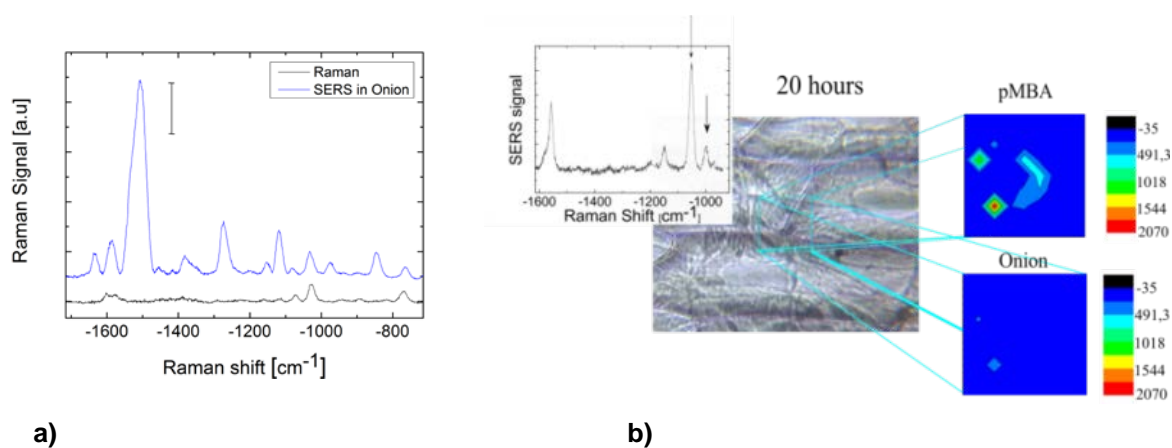 Raman Signal [a.u]
Raman
SERS in Onion
-1600 -1400 -1200 -1000 -800
Raman shift [cm-1]
a)
SERS signal
-1600 -1400 -1200 -1000
Raman Shift [cm-1]
20 hours
pMBA
-35
491,3
1018
1544
2070
Onion
-35
491,3
1018
1544
2070
b)